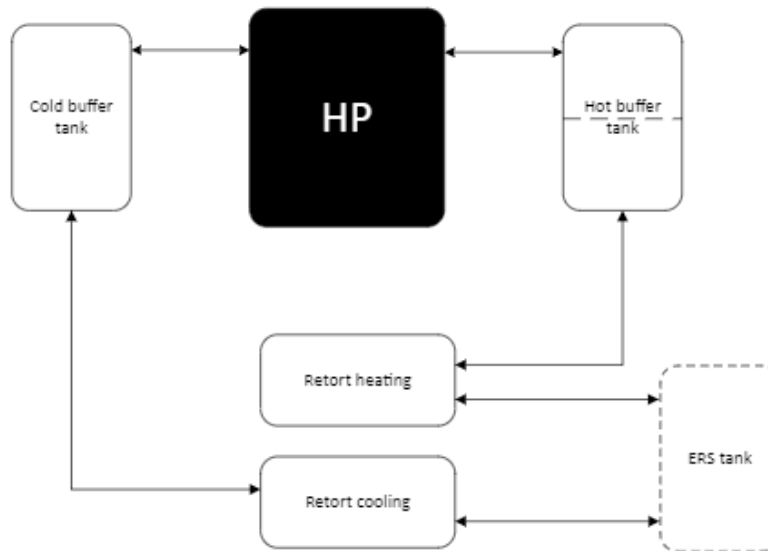 Cold buffer
tank
HP
Hot buffer
tank
Retort heating
ERS tank
Retort cooling